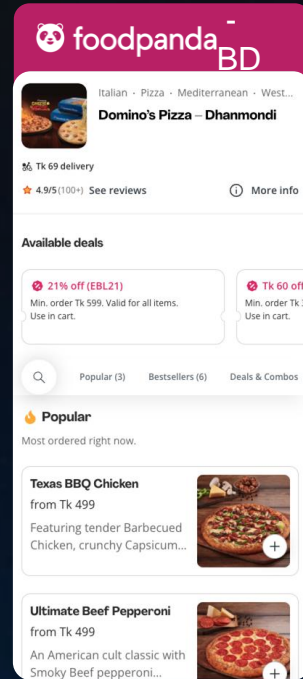 foodpanda -
BD
Italian · Pizza · Mediterranean · West...
Domino's Pizza – Dhanmondi
Tk 69 delivery
4.9/5 (100+) See reviews
More info
Available deals
21% off (EBL21)
Min. order Tk 599. Valid for all items.
Use in cart.
Tk 60 off
Min. order Tk
Use in cart.
Popular (3) Bestsellers (6) Deals & Combos
Popular
Most ordered right now.
Texas BBQ Chicken
from Tk 499
Featuring tender Barbecued
Chicken, crunchy Capsicum...
Ultimate Beef Pepperoni
from Tk 499
An American cult classic with
Smoky Beef pepperoni...